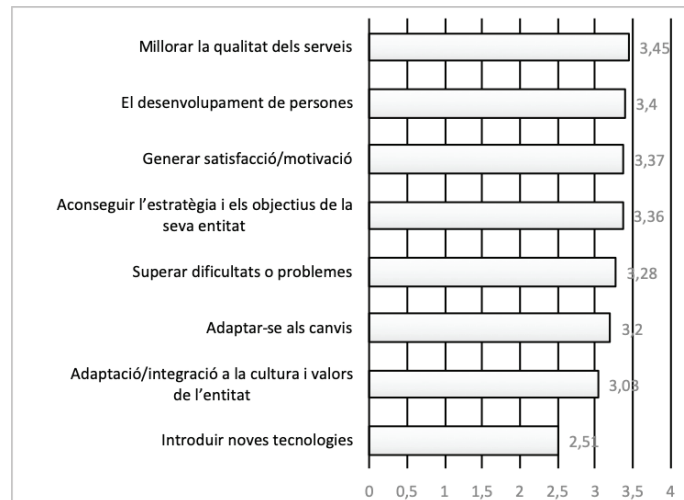 Millorar la qualitat dels serveis
3,45
El desenvolupament de persones
3,4
Generar satisfacció/motivació
3,37
Aconseguir l’estratègia i els objectius de la
seva entitat
3,36
Superar dificultats o problemes
3,28
Adaptar-se als canvis
3,2
Adaptació/integració a la cultura i valors
de l’entitat
3,03
Introduir noves tecnologies
2,51
0 0,5 1 1,5 2 2,5 3 3,5 4